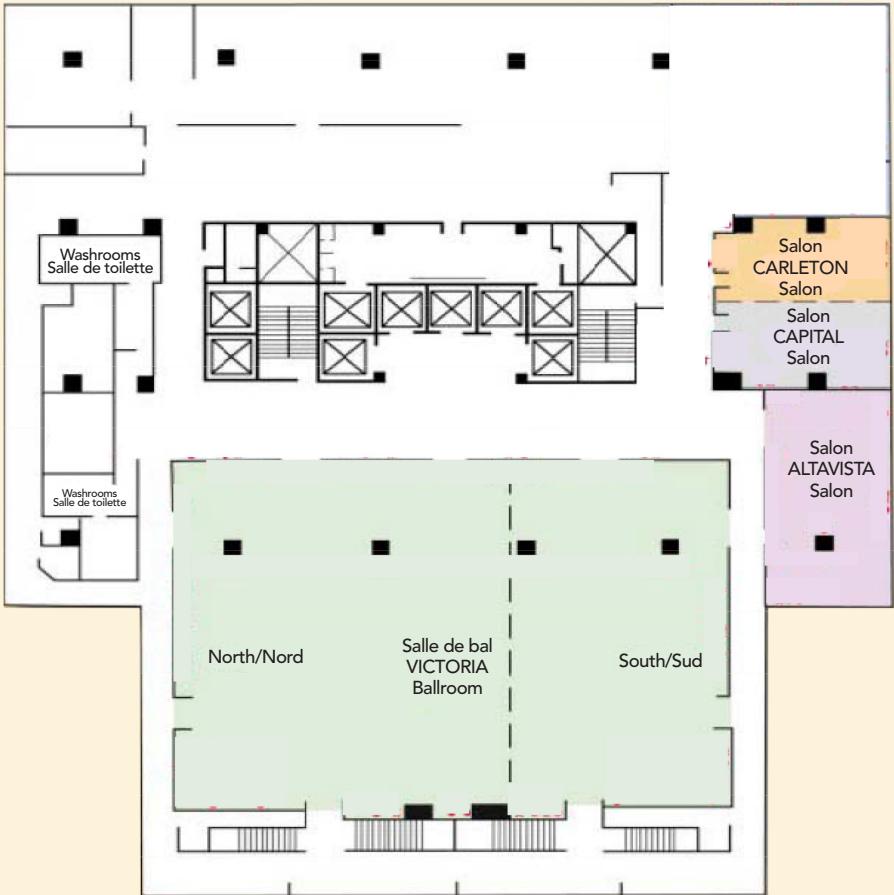 Washrooms
Salle de toilette
Salon
CARLETON
Salon
Salon
CAPITAL
Salon
Salon
ALTAVISTA
Salon
Washrooms
Salle de toilette
North/Nord
Salle de bal
VICTORIA
Ballroom
South/Sud